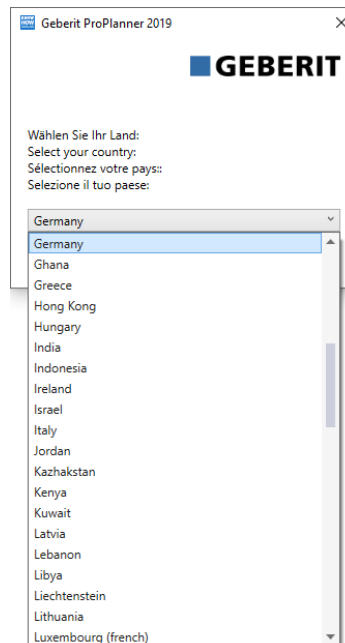 Geberit ProPlanner 2019
GEBERIT
Wählen Sie Ihr Land:
Select your country:
Sélectionnez votre pays::
Selezione il tuo paese:
Germany
Germany
Ghana
Greece
Hong Kong
Hungary
India
Indonesia
Ireland
Israel
Italy
Jordan
Kazhakstan
Kenya
Kuwait
Latvia
Lebanon
Libya
Liechtenstein
Lithuania
Luxembourg (french)